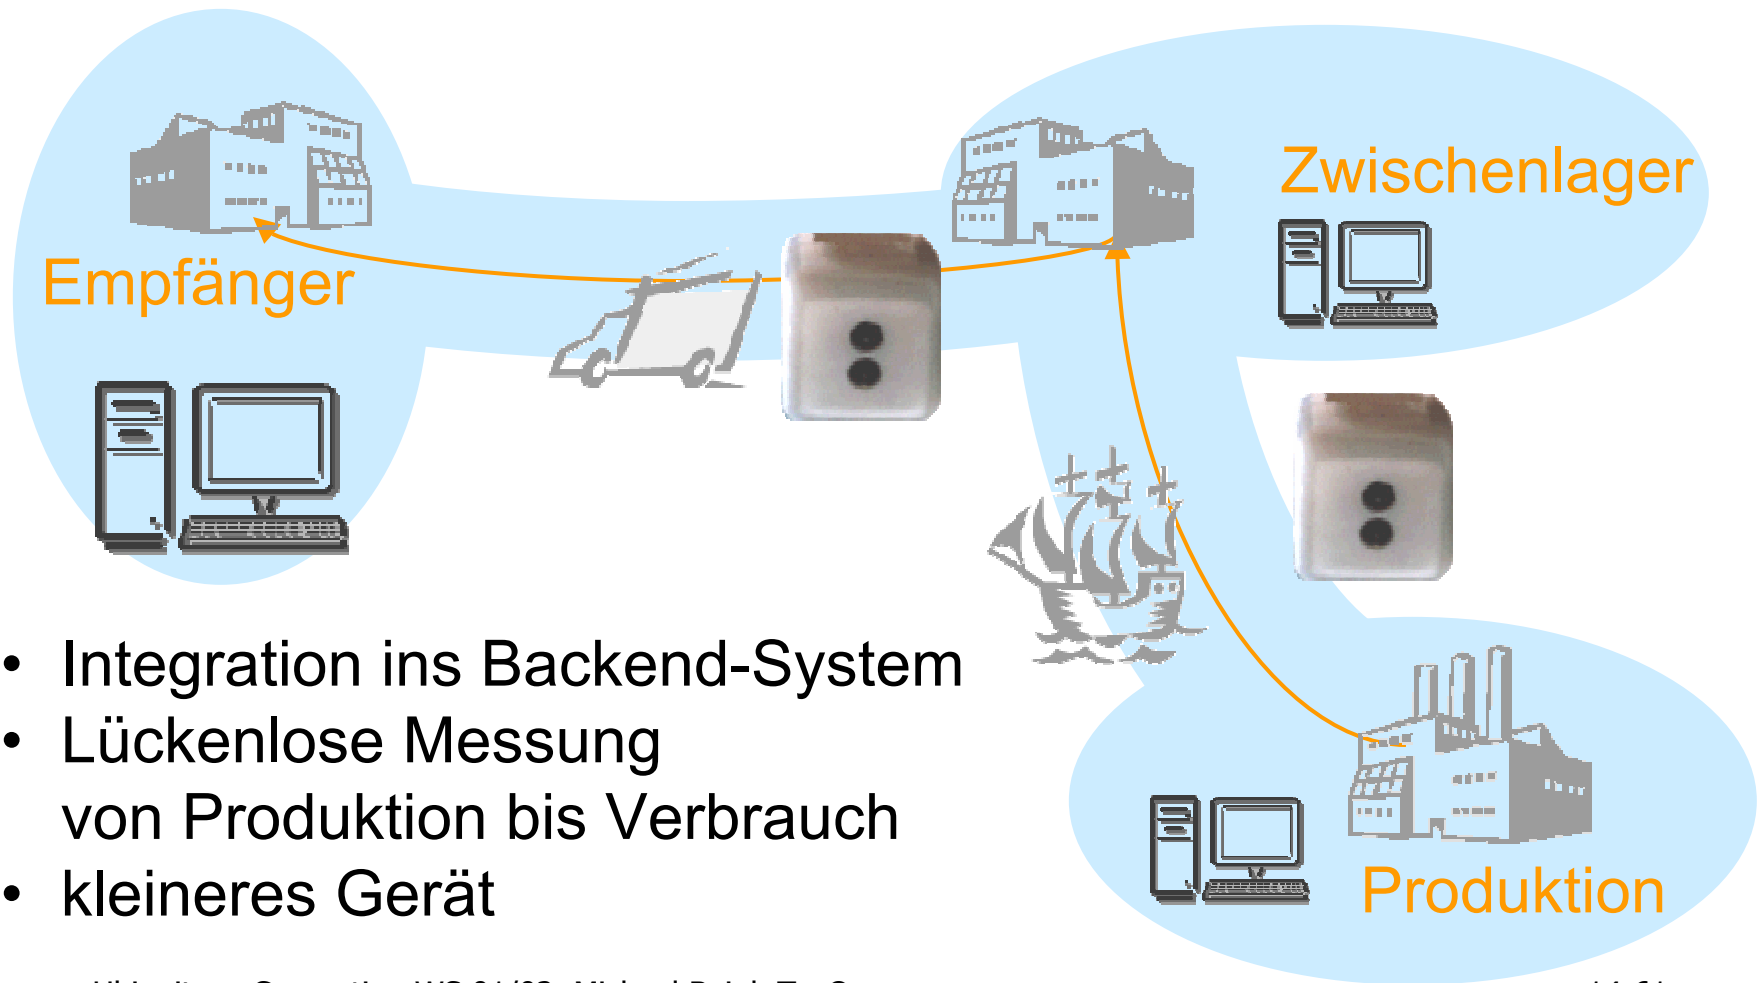 Zwischenlager
Empfänger
• Integration ins Backend-System
• Lückenlose Messung
von Produktion bis Verbrauch
• kleineres Gerät
Produktion